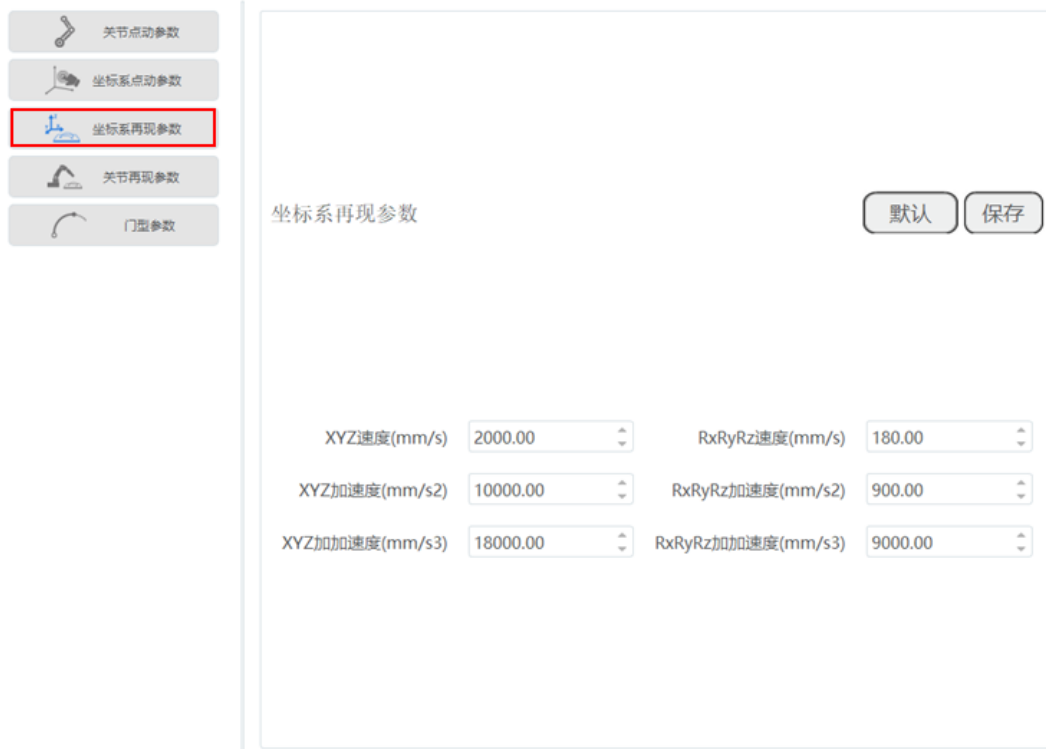 关节点动参数
坐标系点动参数
坐标系再现参数
关节再现参数
门型参数
坐标系再现参数
默认 保存
XYZ速度(mm/s) 2000.00 RxRyRz速度(mm/s) 180.00
XYZ加速度(mm/s2) 10000.00 RxRyRz加速度(mm/s2) 900.00
XYZ加加速度(mm/s3) 18000.00 RxRyRz加加速度(mm/s3) 9000.00